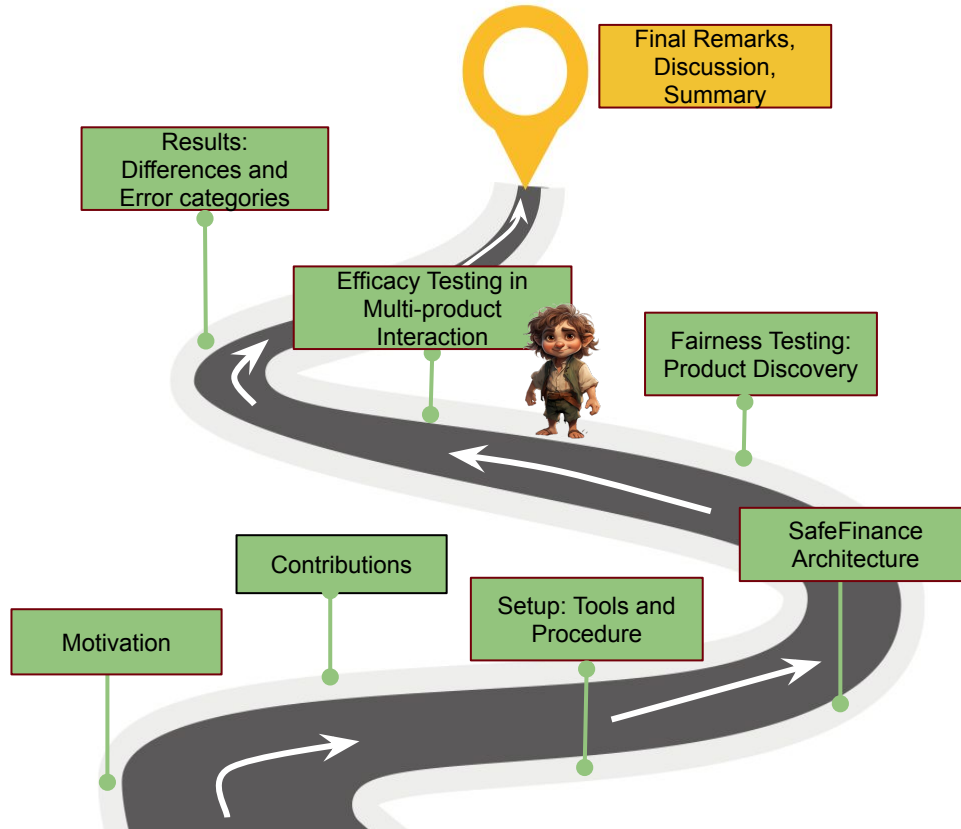 Final Remarks,
Discussion,
Summary
Results:
Differences and
Error categories
Efficacy Testing in
Multi-product
Interaction
Fairness Testing:
Product Discovery
SafeFinance
Architecture
Contributions
Setup: Tools and
Procedure
Motivation